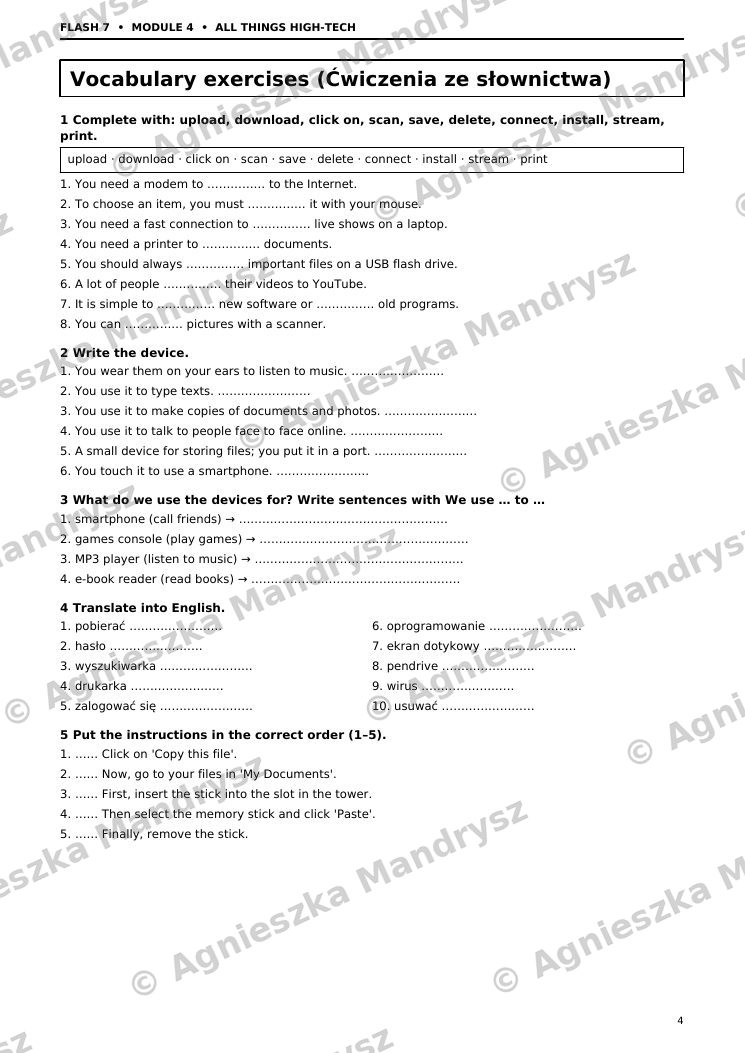 FLASH 7 • MODULE 4 • ALL THINGS HIGH-TECH
Vocabulary exercises (Ćwiczenia ze słownictwa)
1 Complete with: upload, download, click on, scan, save, delete, connect, install, stream,
print.
upload · download · click on · scan · save · delete · connect · install · stream · print
1. You need a modem to …………… to the Internet.
2. To choose an item, you must …………… it with your mouse.
3. You need a fast connection to …………… live shows on a laptop.
4. You need a printer to …………… documents.
5. You should always …………… important files on a USB flash drive.
6. A lot of people …………… their videos to YouTube.
7. It is simple to …………… new software or …………… old programs.
8. You can …………… pictures with a scanner.
2 Write the device.
1. You wear them on your ears to listen to music. ……………………
2. You use it to type texts. ……………………
3. You use it to make copies of documents and photos. ……………………
4. You use it to talk to people face to face online. ……………………
5. A small device for storing files; you put it in a port. ……………………
6. You touch it to use a smartphone. ……………………
3 What do we use the devices for? Write sentences with We use … to …
1. smartphone (call friends) → ………………………………………………
2. games console (play games) → ………………………………………………
3. MP3 player (listen to music) → ………………………………………………
4. e-book reader (read books) → ………………………………………………
4 Translate into English.
1. pobierać ……………………
2. hasło ……………………
3. wyszukiwarka ……………………
4. drukarka ……………………
5. zalogować się ……………………
6. oprogramowanie ……………………
7. ekran dotykowy ……………………
8. pendrive ……………………
9. wirus ……………………
10. usuwać ……………………
5 Put the instructions in the correct order (1–5).
1. …… Click on 'Copy this file'.
2. …… Now, go to your files in 'My Documents'.
3. …… First, insert the stick into the slot in the tower.
4. …… Then select the memory stick and click 'Paste'.
5. …… Finally, remove the stick.
4
© Agnieszka Mandrysz